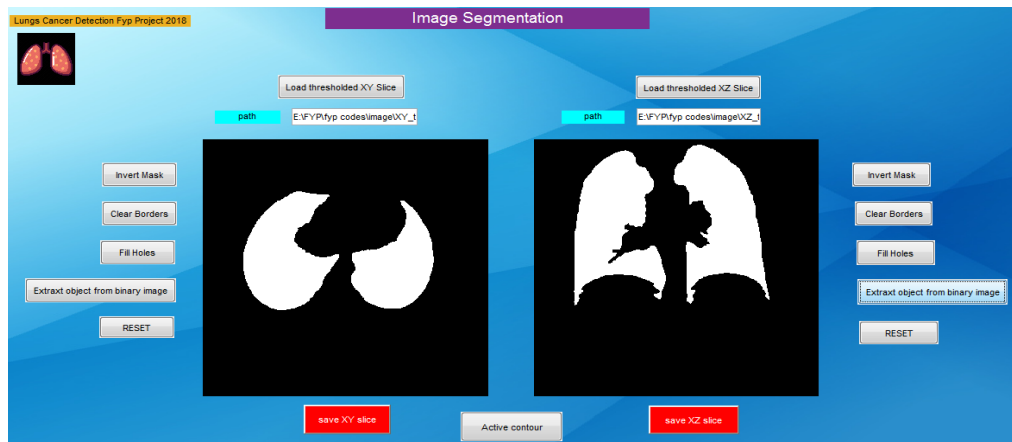 Image Segmentation
Lungs Cancer Detection Fyp Project 2018
Load thresholded XY Slice
Load thresholded XZ Slice
path
E:\FYP\fyp codes\image\XY_t
path
E:\FYP\fyp codes\image\XZ_t
Invert Mask
Clear Borders
Fill Holes
Extraxt object from binary image
RESET
Invert Mask
Clear Borders
Fill Holes
Extraxt object from binary image
RESET
save XY slice
Active contour
save XZ slice